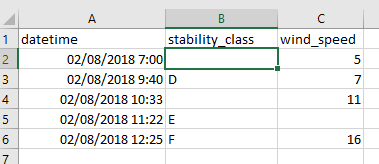 A B C
1 datetime stability_class wind_speed
2 02/08/2018 7:00 5
3 02/08/2018 9:40 D 7
4 02/08/2018 10:33 11
5 02/08/2018 11:22 E
6 02/08/2018 12:25 F 16
7